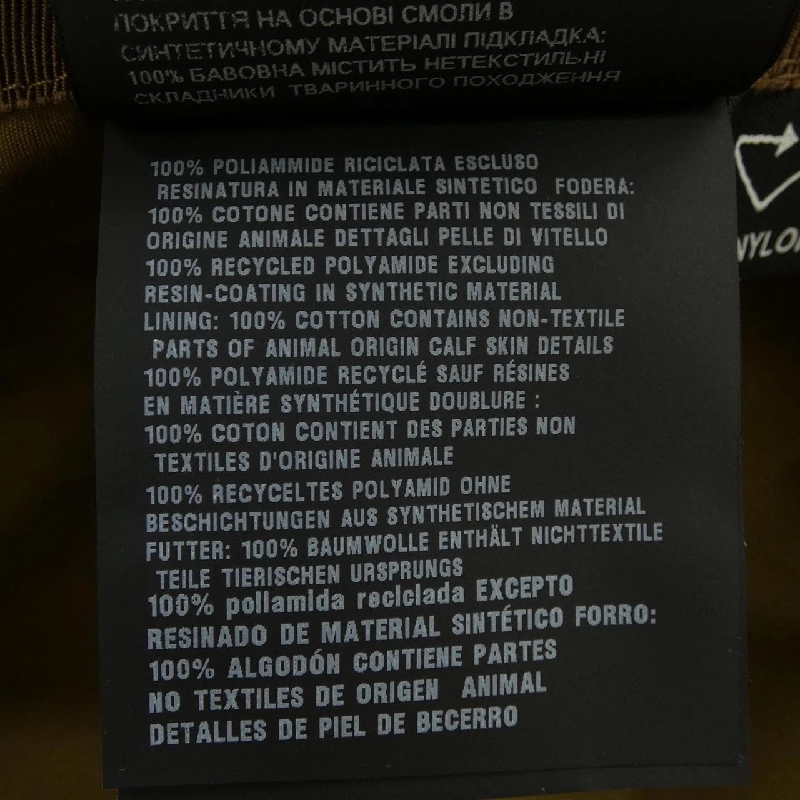 ПОКРИТТЯ НА ОСНОВІ СМОЛИ В
СИНТЕТИЧНОМУ МАТЕРІАЛІ ПІДКЛАДКА:
100% БАВОВНА МІСТИТЬ НЕТЕКСТИЛЬНІ
СКЛАДНИКИ ТВАРИННОГО ПОХОДЖЕННЯ
100% POLIAMMIDE RICICLATA ESCLUSO
RESINATURA IN MATERIALE SINTETICO FODERA:
100% COTONE CONTIENE PARTI NON TESSILI DI
ORIGINE ANIMALE DETTAGLI PELLE DI VITELLO
100% RECYCLED POLYAMIDE EXCLUDING
RESIN-COATING IN SYNTHETIC MATERIAL
LINING: 100% COTTON CONTAINS NON-TEXTILE
PARTS OF ANIMAL ORIGIN CALF SKIN DETAILS
100% POLYAMIDE RECYCLÉ SAUF RÉSINES
EN MATIÈRE SYNTHÉTIQUE DOUBLURE :
100% COTON CONTIENT DES PARTIES NON
TEXTILES D'ORIGINE ANIMALE
100% RECYCELTES POLYAMID OHNE
BESCHICHTUNGEN AUS SYNTHETISCHEM MATERIAL
FUTTER: 100% BAUMWOLLE ENTHÄLT NICHTTEXTILE
TEILE TIERISCHEN URSPRUNGS
100% poliamida reciclada EXCEPTO
RESINADO DE MATERIAL SINTÉTICO FORRO:
100% ALGODÓN CONTIENE PARTES
NO TEXTILES DE ORIGEN ANIMAL
DETALLES DE PIEL DE BECERRO